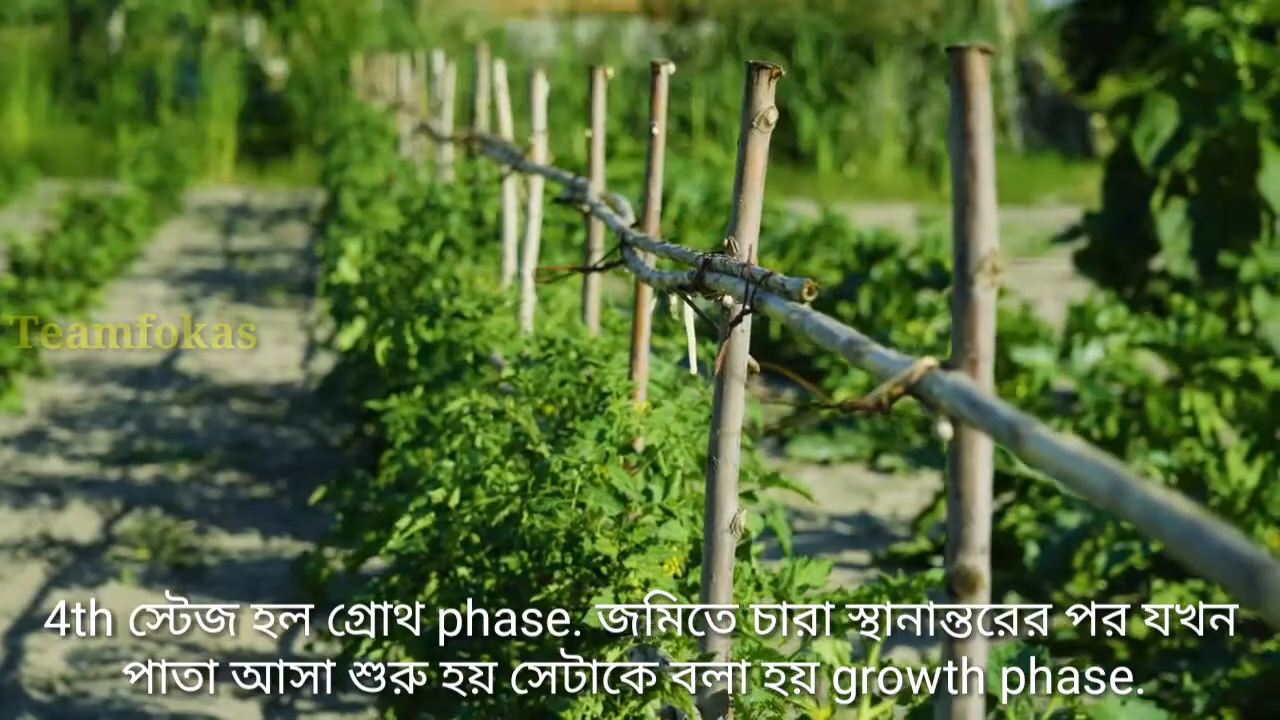 Teamfokas
4th স্টেজ হল গ্রোথ phase. জমিতে চারা স্থানান্তরের পর যখন
পাতা আসা শুরু হয় সেটাকে বলা হয় growth phase.